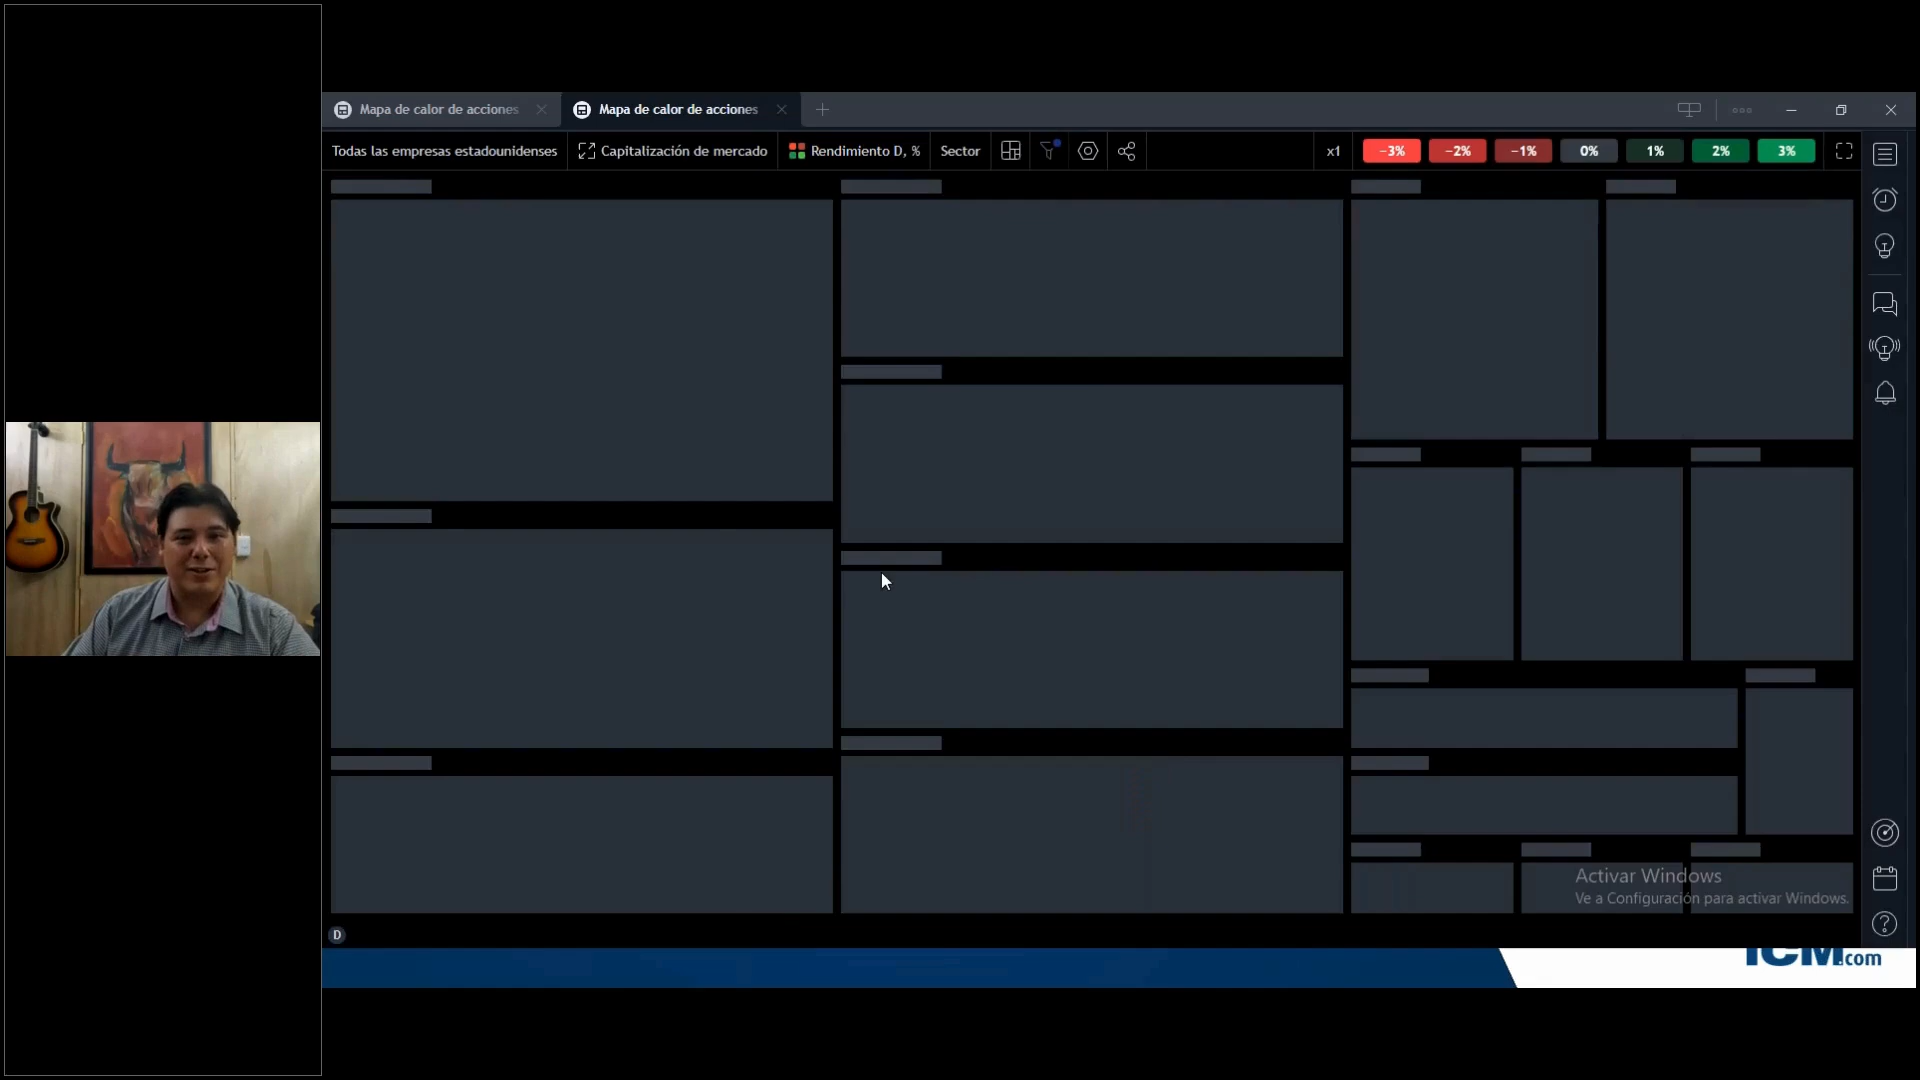 Mapa de calor de acciones
Mapa de calor de acciones
Todas las empresas estadounidenses
Capitalización de mercado
Rendimiento D, %
Sector
x1
−3%
−2%
−1%
0%
1%
2%
3%
Activar Windows
Ve a Configuración para activar Windows.
D
ICM.com